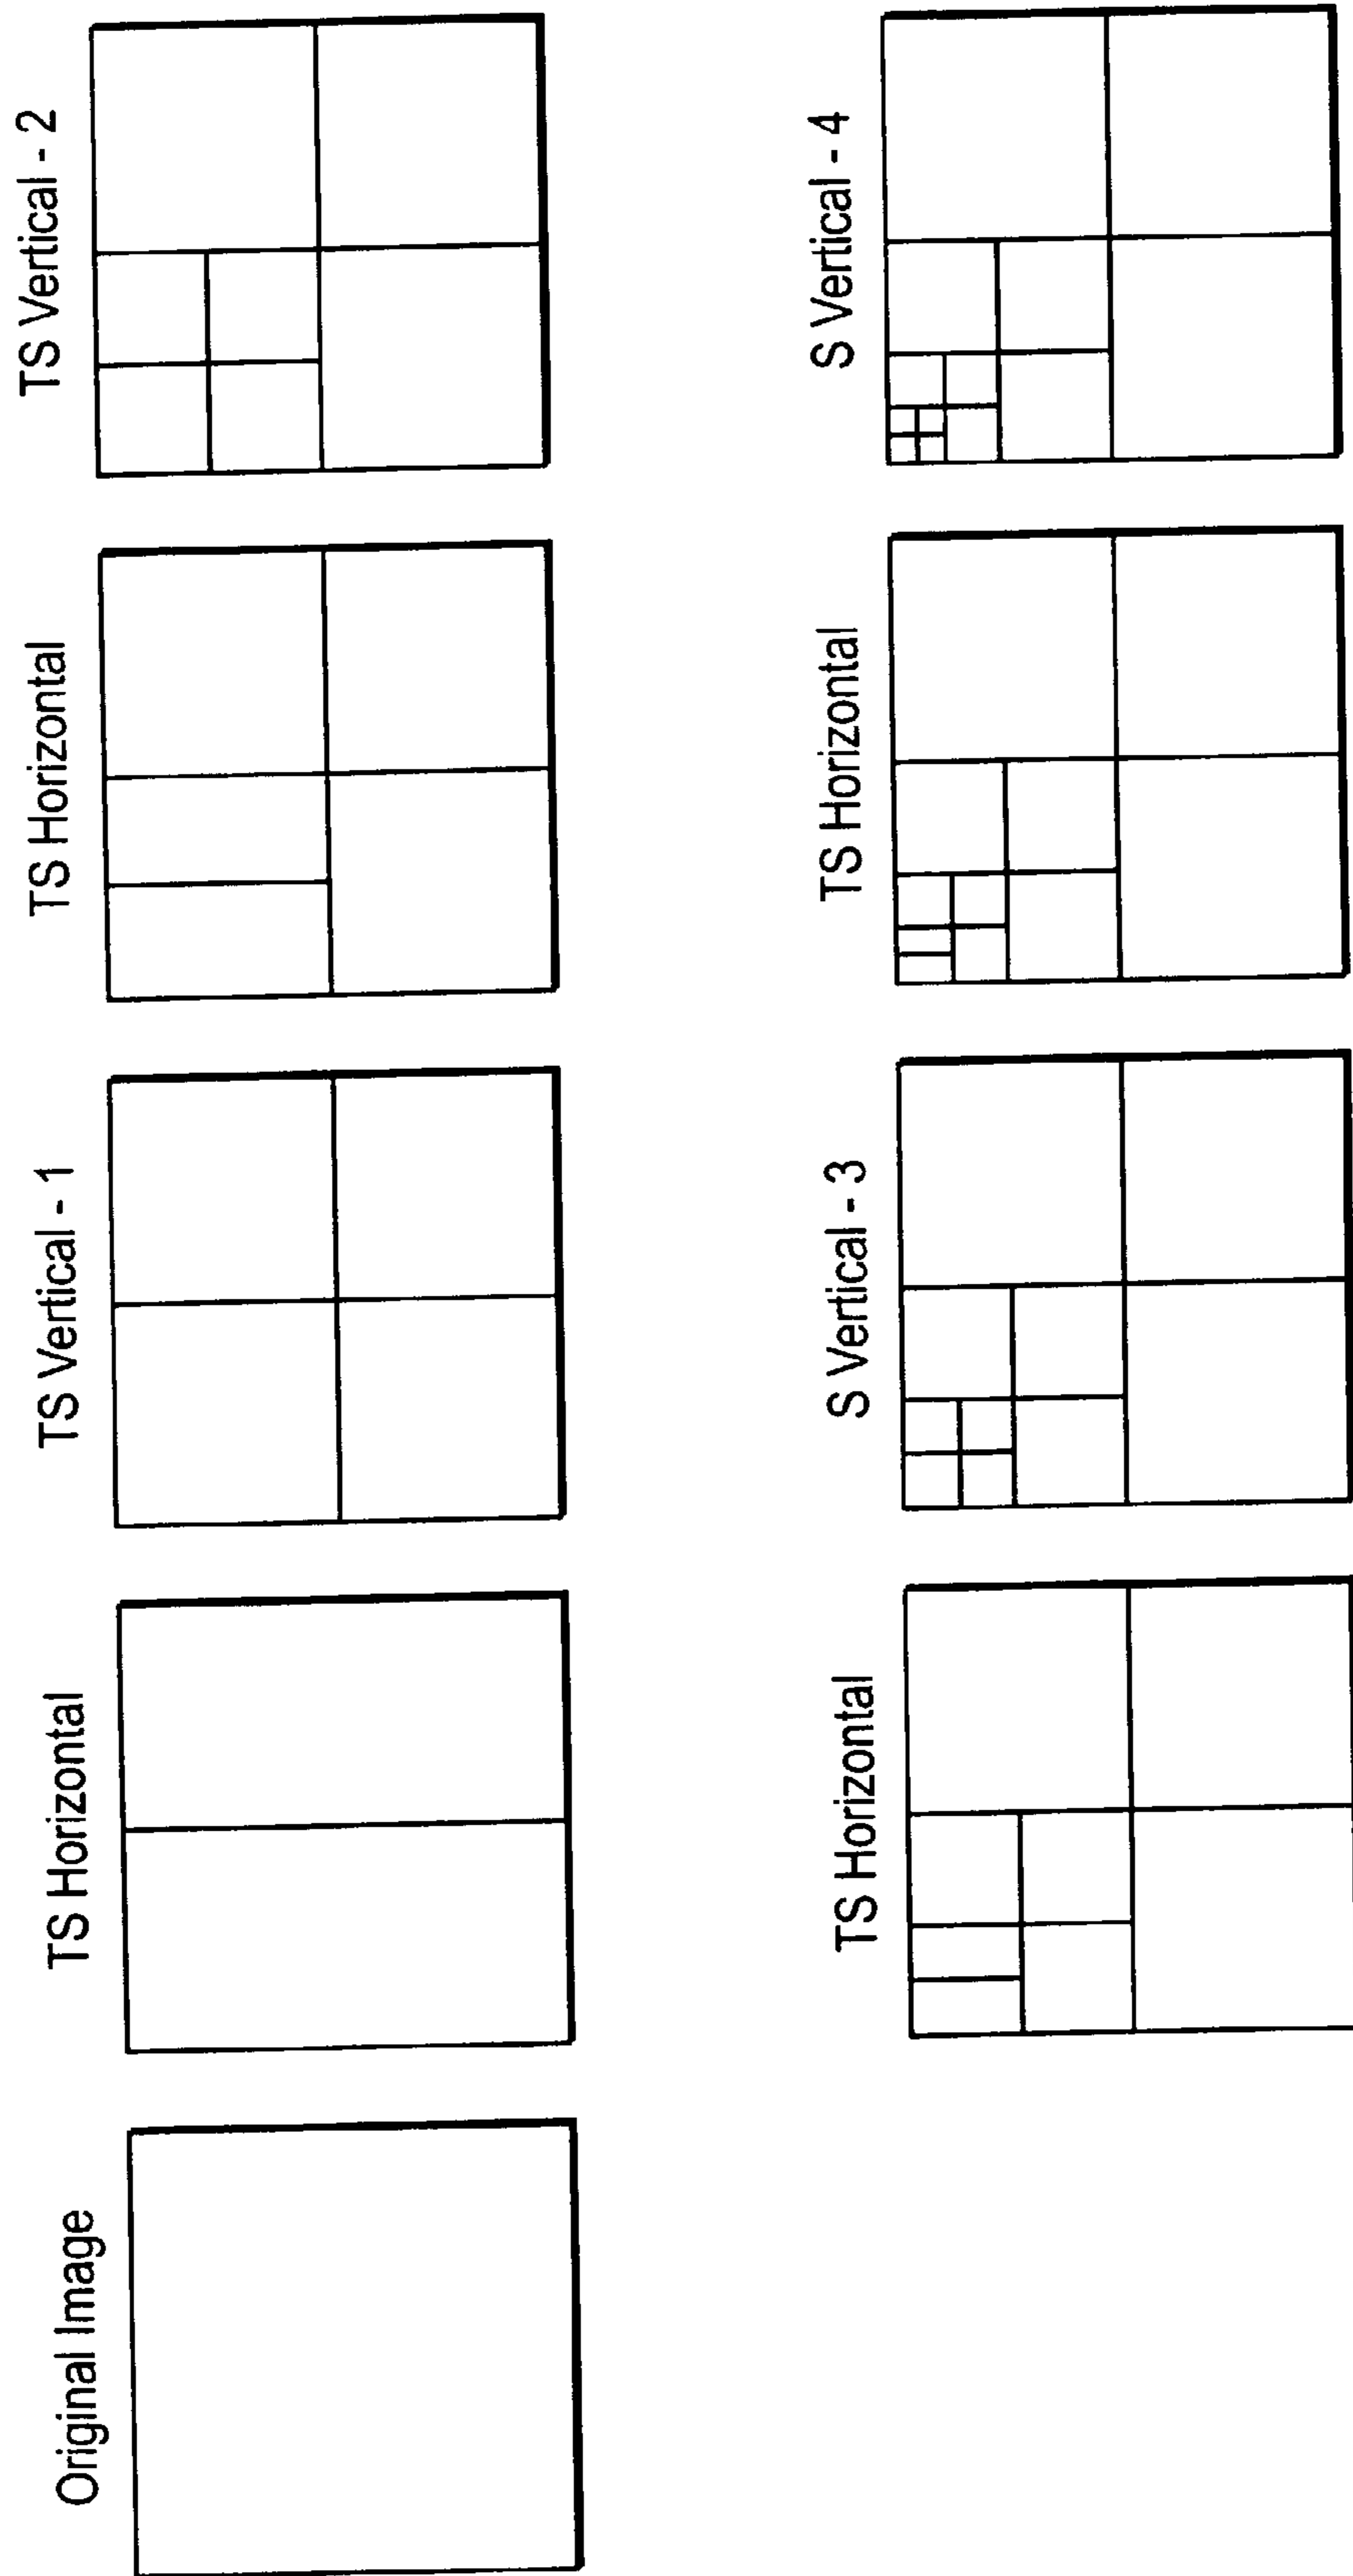 Original Image
TS Horizontal
TS Vertical - 1
TS Horizontal
TS Vertical - 2
TS Horizontal
S Vertical - 3
TS Horizontal
S Vertical - 4